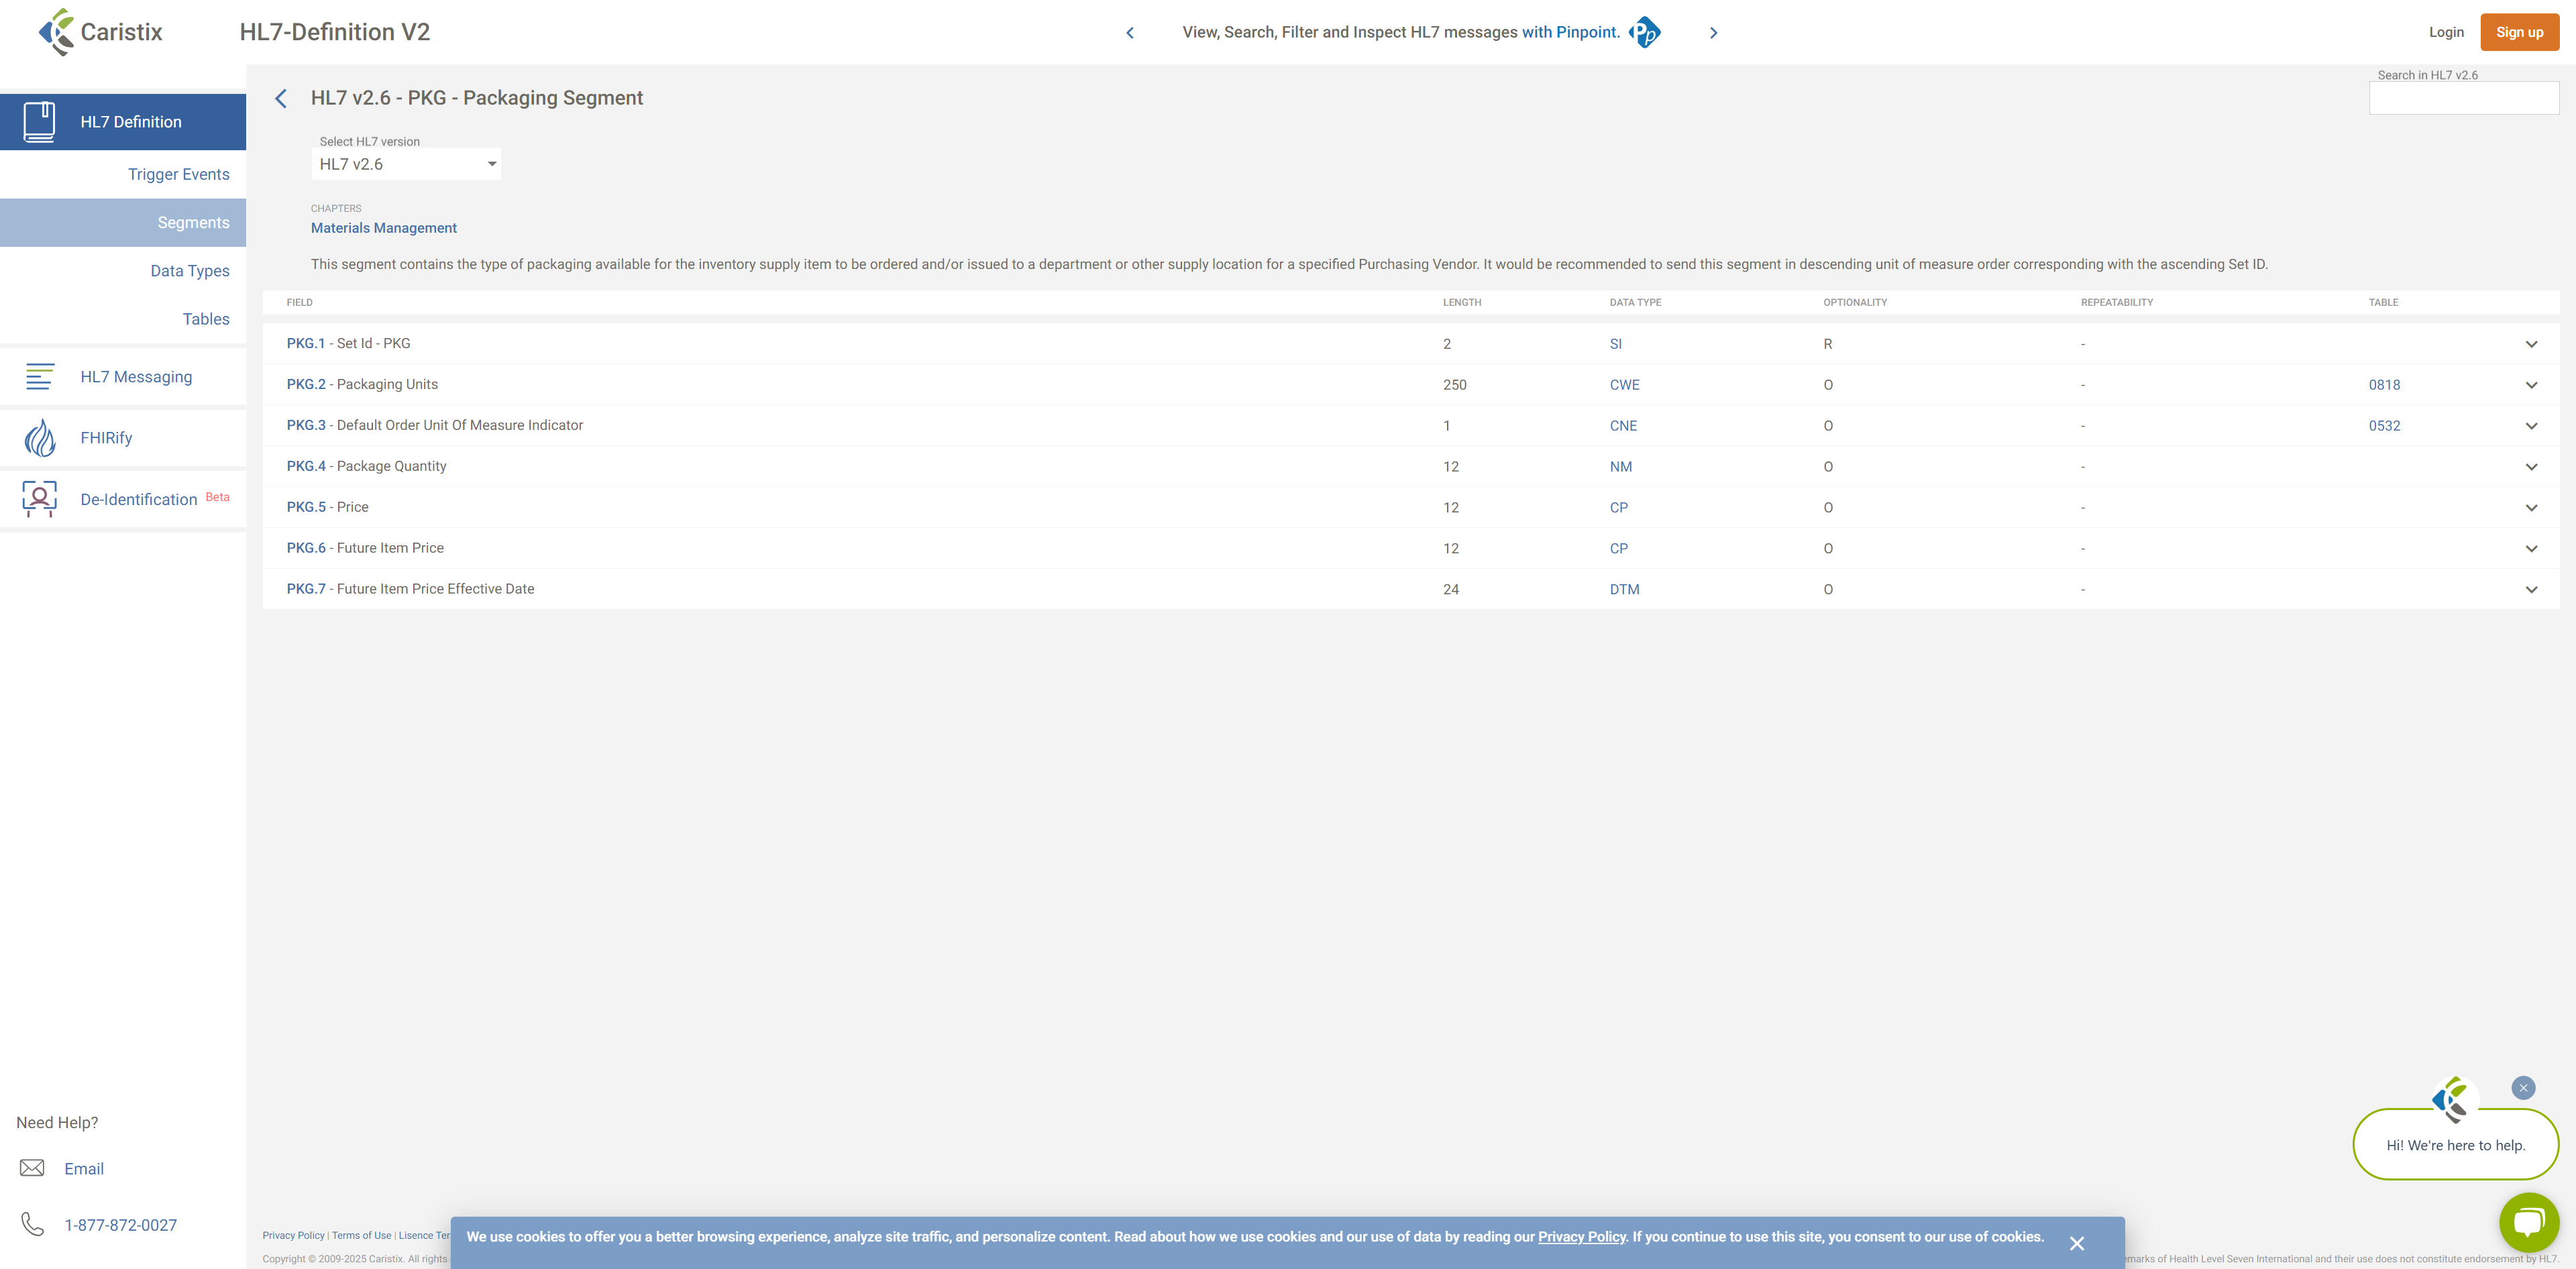 Caristix
HL7-Definition V2
View, Search, Filter and Inspect HL7 messages with Pinpoint.
Pp
Login
Sign up
HL7 Definition
Trigger Events
Segments
Data Types
Tables
HL7 Messaging
FHIRify
De-Identification Beta
Need Help?
Email
1-877-872-0027
HL7 v2.6 - PKG - Packaging Segment
Search in HL7 v2.6
Select HL7 version
HL7 v2.6
CHAPTERS
Materials Management
This segment contains the type of packaging available for the inventory supply item to be ordered and/or issued to a department or other supply location for a specified Purchasing Vendor. It would be recommended to send this segment in descending unit of measure order corresponding with the ascending Set ID.
FIELD LENGTH DATA TYPE OPTIONALITY REPEATABILITY TABLE
PKG.1 - Set Id - PKG 2 SI R -
PKG.2 - Packaging Units 250 CWE O - 0818
PKG.3 - Default Order Unit Of Measure Indicator 1 CNE O - 0532
PKG.4 - Package Quantity 12 NM O -
PKG.5 - Price 12 CP O -
PKG.6 - Future Item Price 12 CP O -
PKG.7 - Future Item Price Effective Date 24 DTM O -
Hi! We're here to help.
Privacy Policy | Terms of Use | Lisence Ter
We use cookies to offer you a better browsing experience, analyze site traffic, and personalize content. Read about how we use cookies and our use of data by reading our Privacy Policy. If you continue to use this site, you consent to our use of cookies.
Copyright © 2009-2025 Caristix. All rights
emarks of Health Level Seven International and their use does not constitute endorsement by HL7.